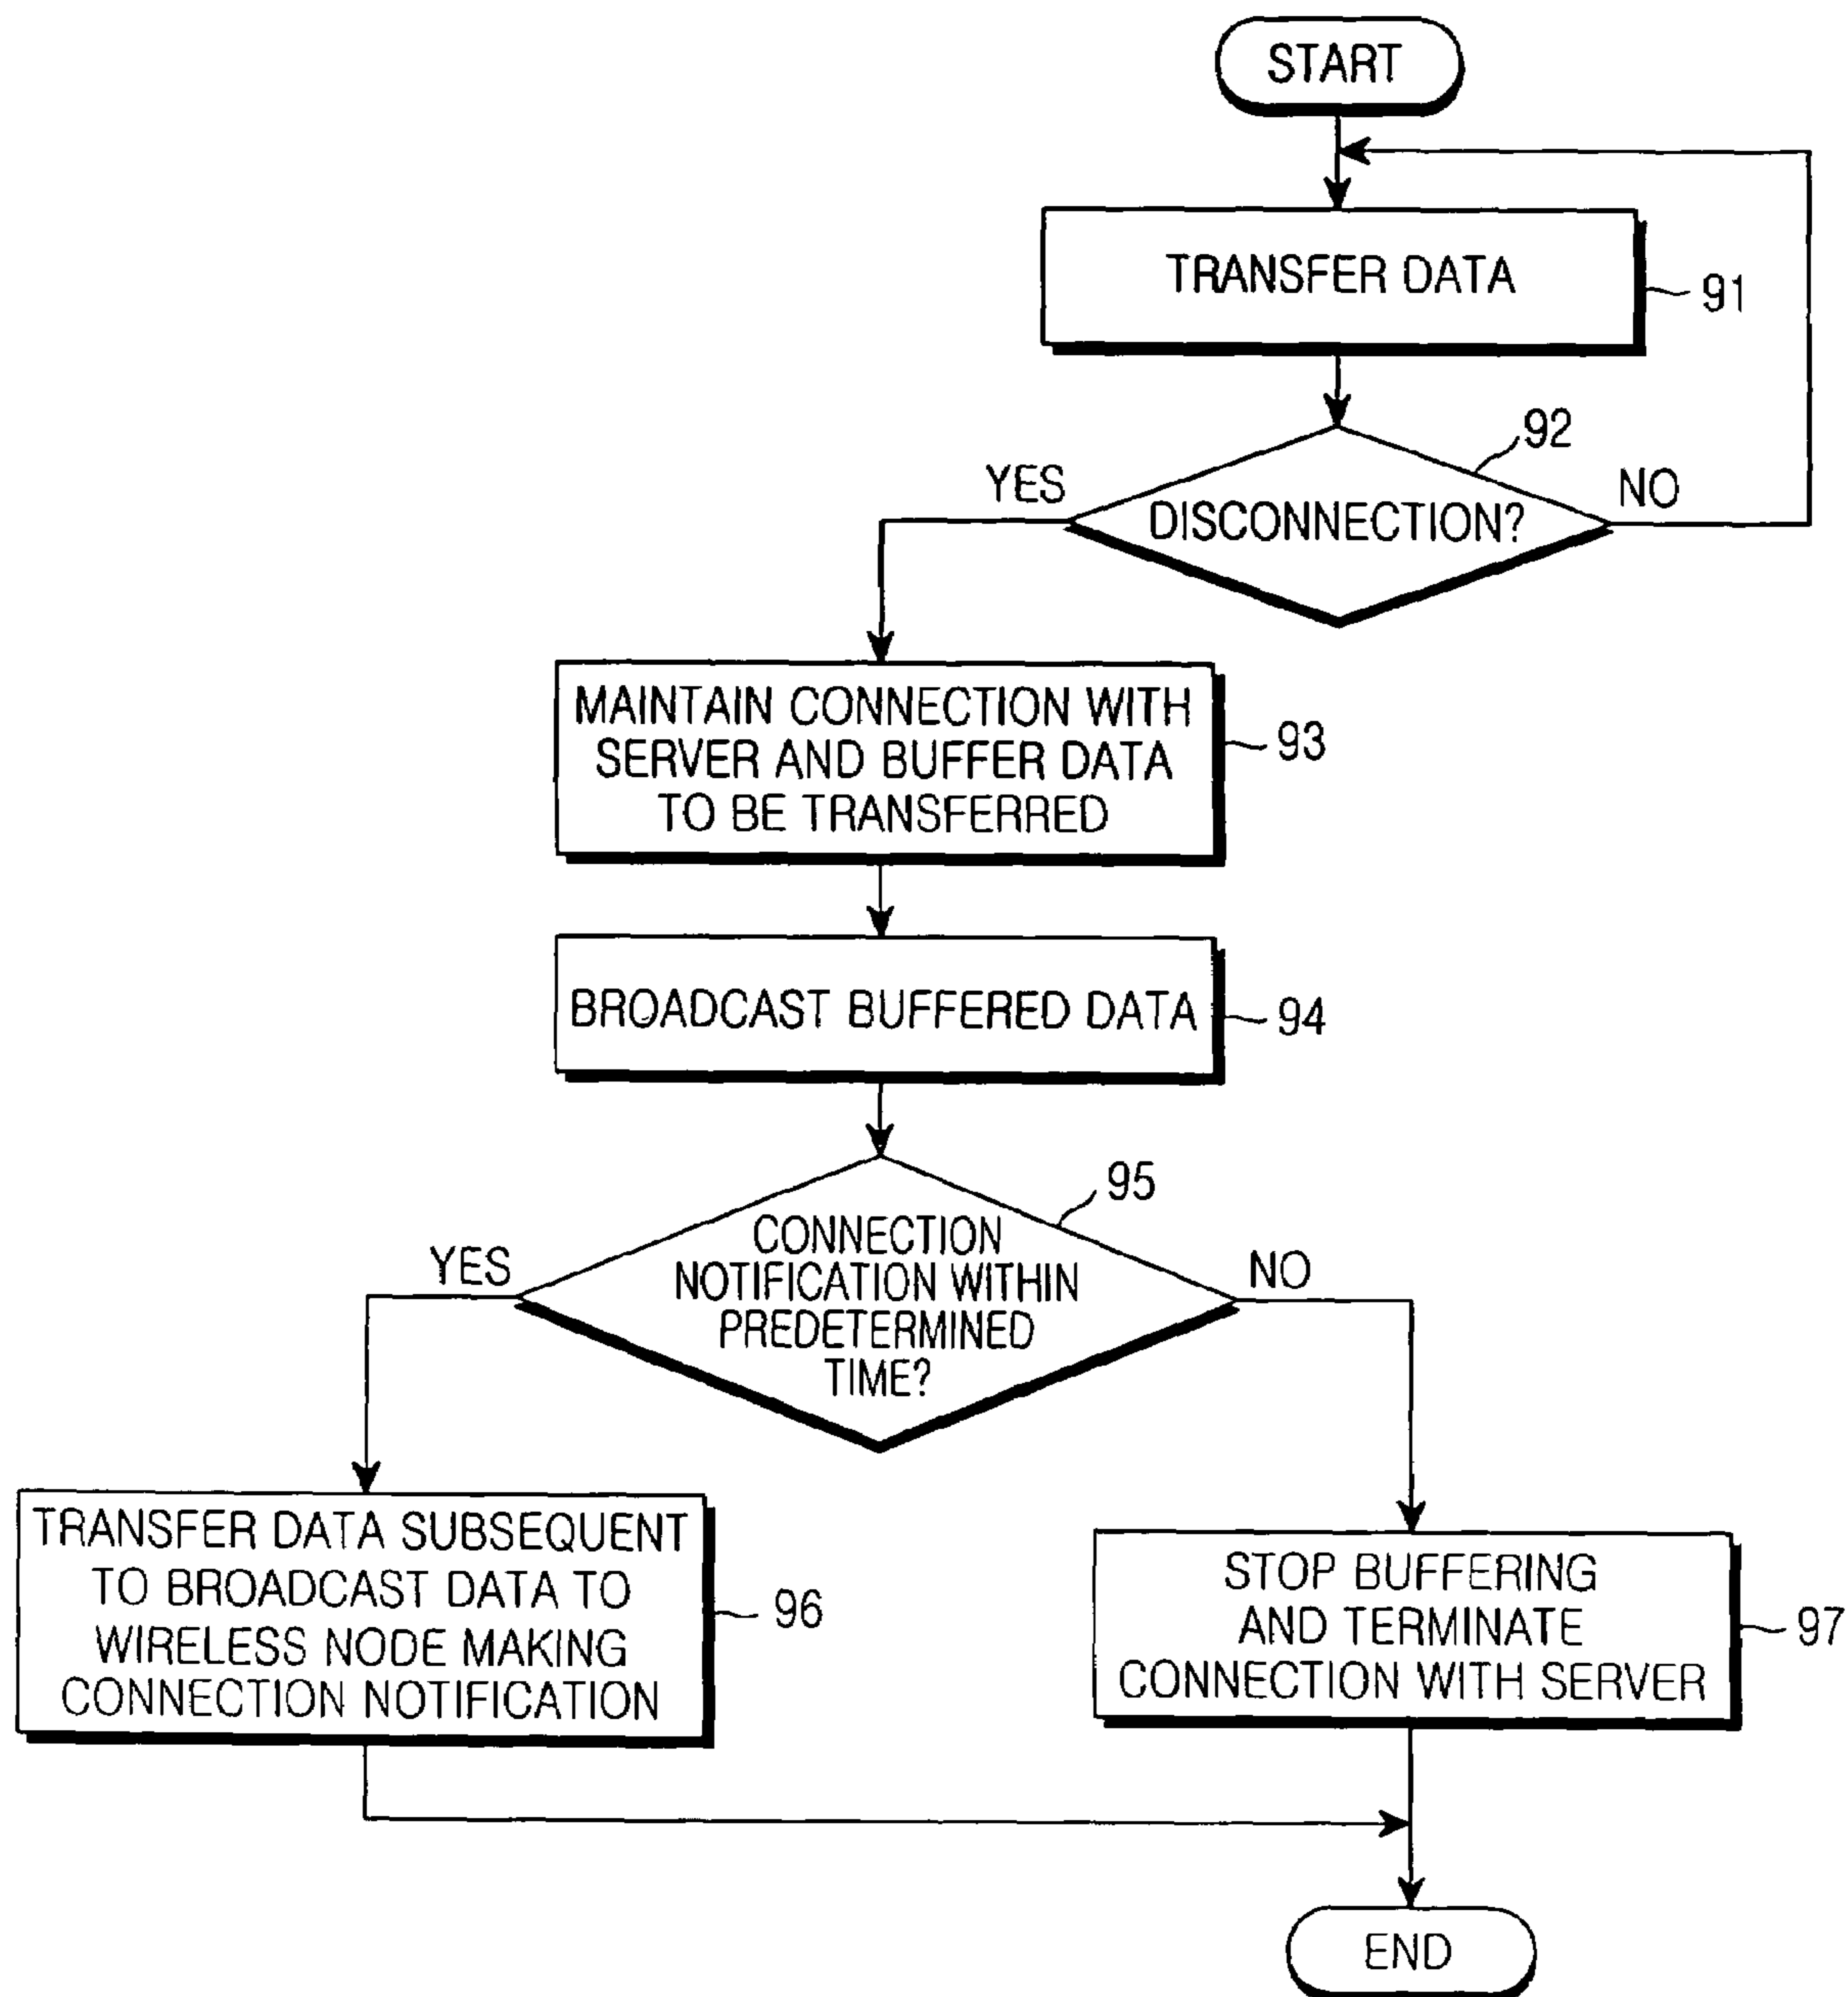 START
TRANSFER DATA
91
92
YES
NO
DISCONNECTION?
MAINTAIN CONNECTION WITH
SERVER AND BUFFER DATA
TO BE TRANSFERRED
93
BROADCAST BUFFERED DATA
94
95
YES
NO
CONNECTION
NOTIFICATION WITHIN
PREDETERMINED
TIME?
TRANSFER DATA SUBSEQUENT
TO BROADCAST DATA TO
WIRELESS NODE MAKING
CONNECTION NOTIFICATION
96
STOP BUFFERING
AND TERMINATE
CONNECTION WITH SERVER
97
END